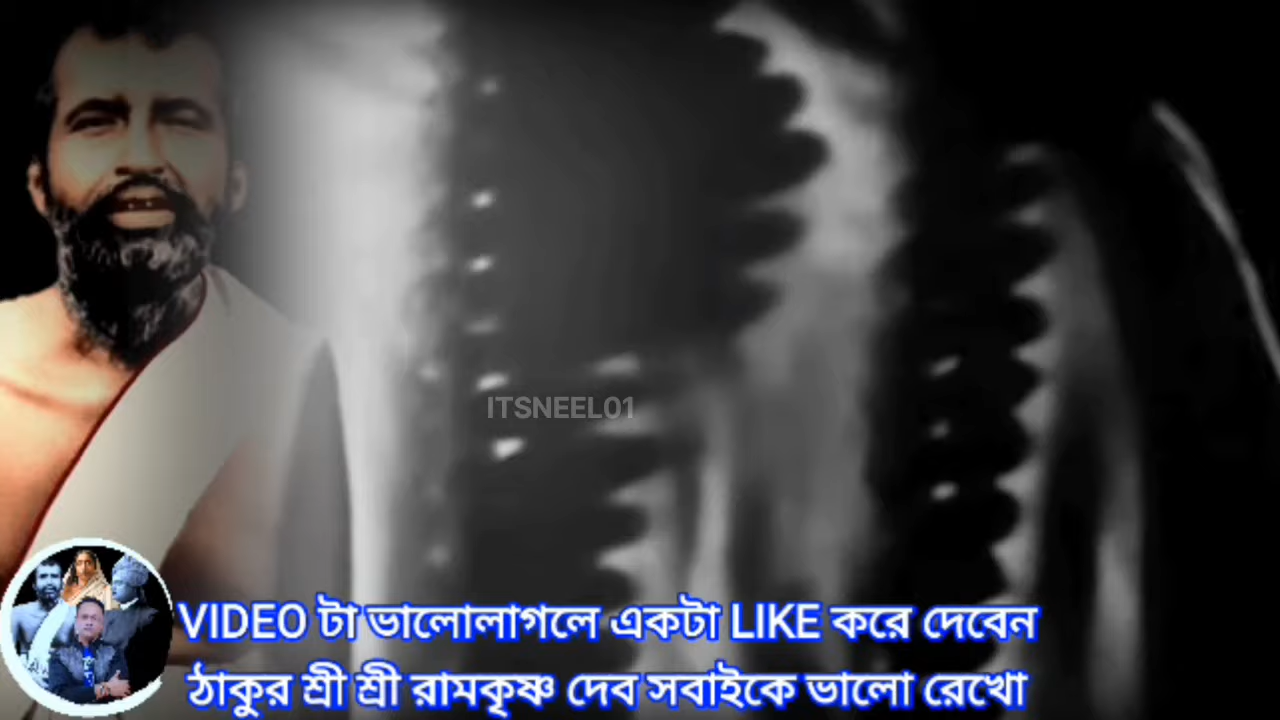 ITSNEEL01
VIDEO টা ভালোলাগলে একটা LIKE করে দেবেন
ঠাকুর শ্রী শ্রী রামকৃষ্ণ দেব সবাইকে ভালো রেখো